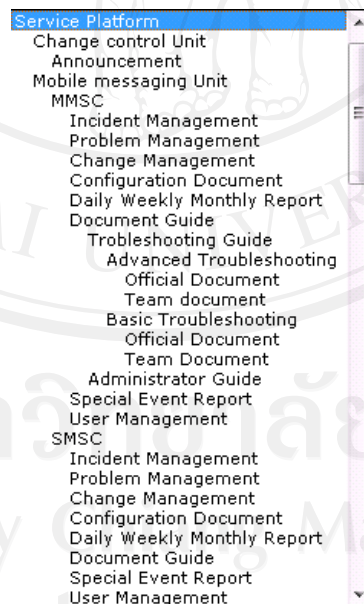 Service Platform
Change control Unit
Announcement
Mobile messaging Unit
MMSC
Incident Management
Problem Management
Change Management
Configuration Document
Daily Weekly Monthly Report
Document Guide
Trobleshooting Guide
Advanced Troubleshooting
Official Document
Team document
Basic Troubleshooting
Official Document
Team Document
Administrator Guide
Special Event Report
User Management
SMSC
Incident Management
Problem Management
Change Management
Configuration Document
Daily Weekly Monthly Report
Document Guide
Special Event Report
User Management